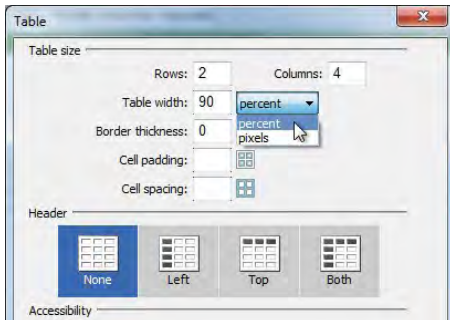 Table
Table size
Rows: 2 Columns: 4
Table width: 90 percent
percent
Border thickness: 0
pixels
Cell padding:
Cell spacing:
Header
None Left Top Both
Accessibility